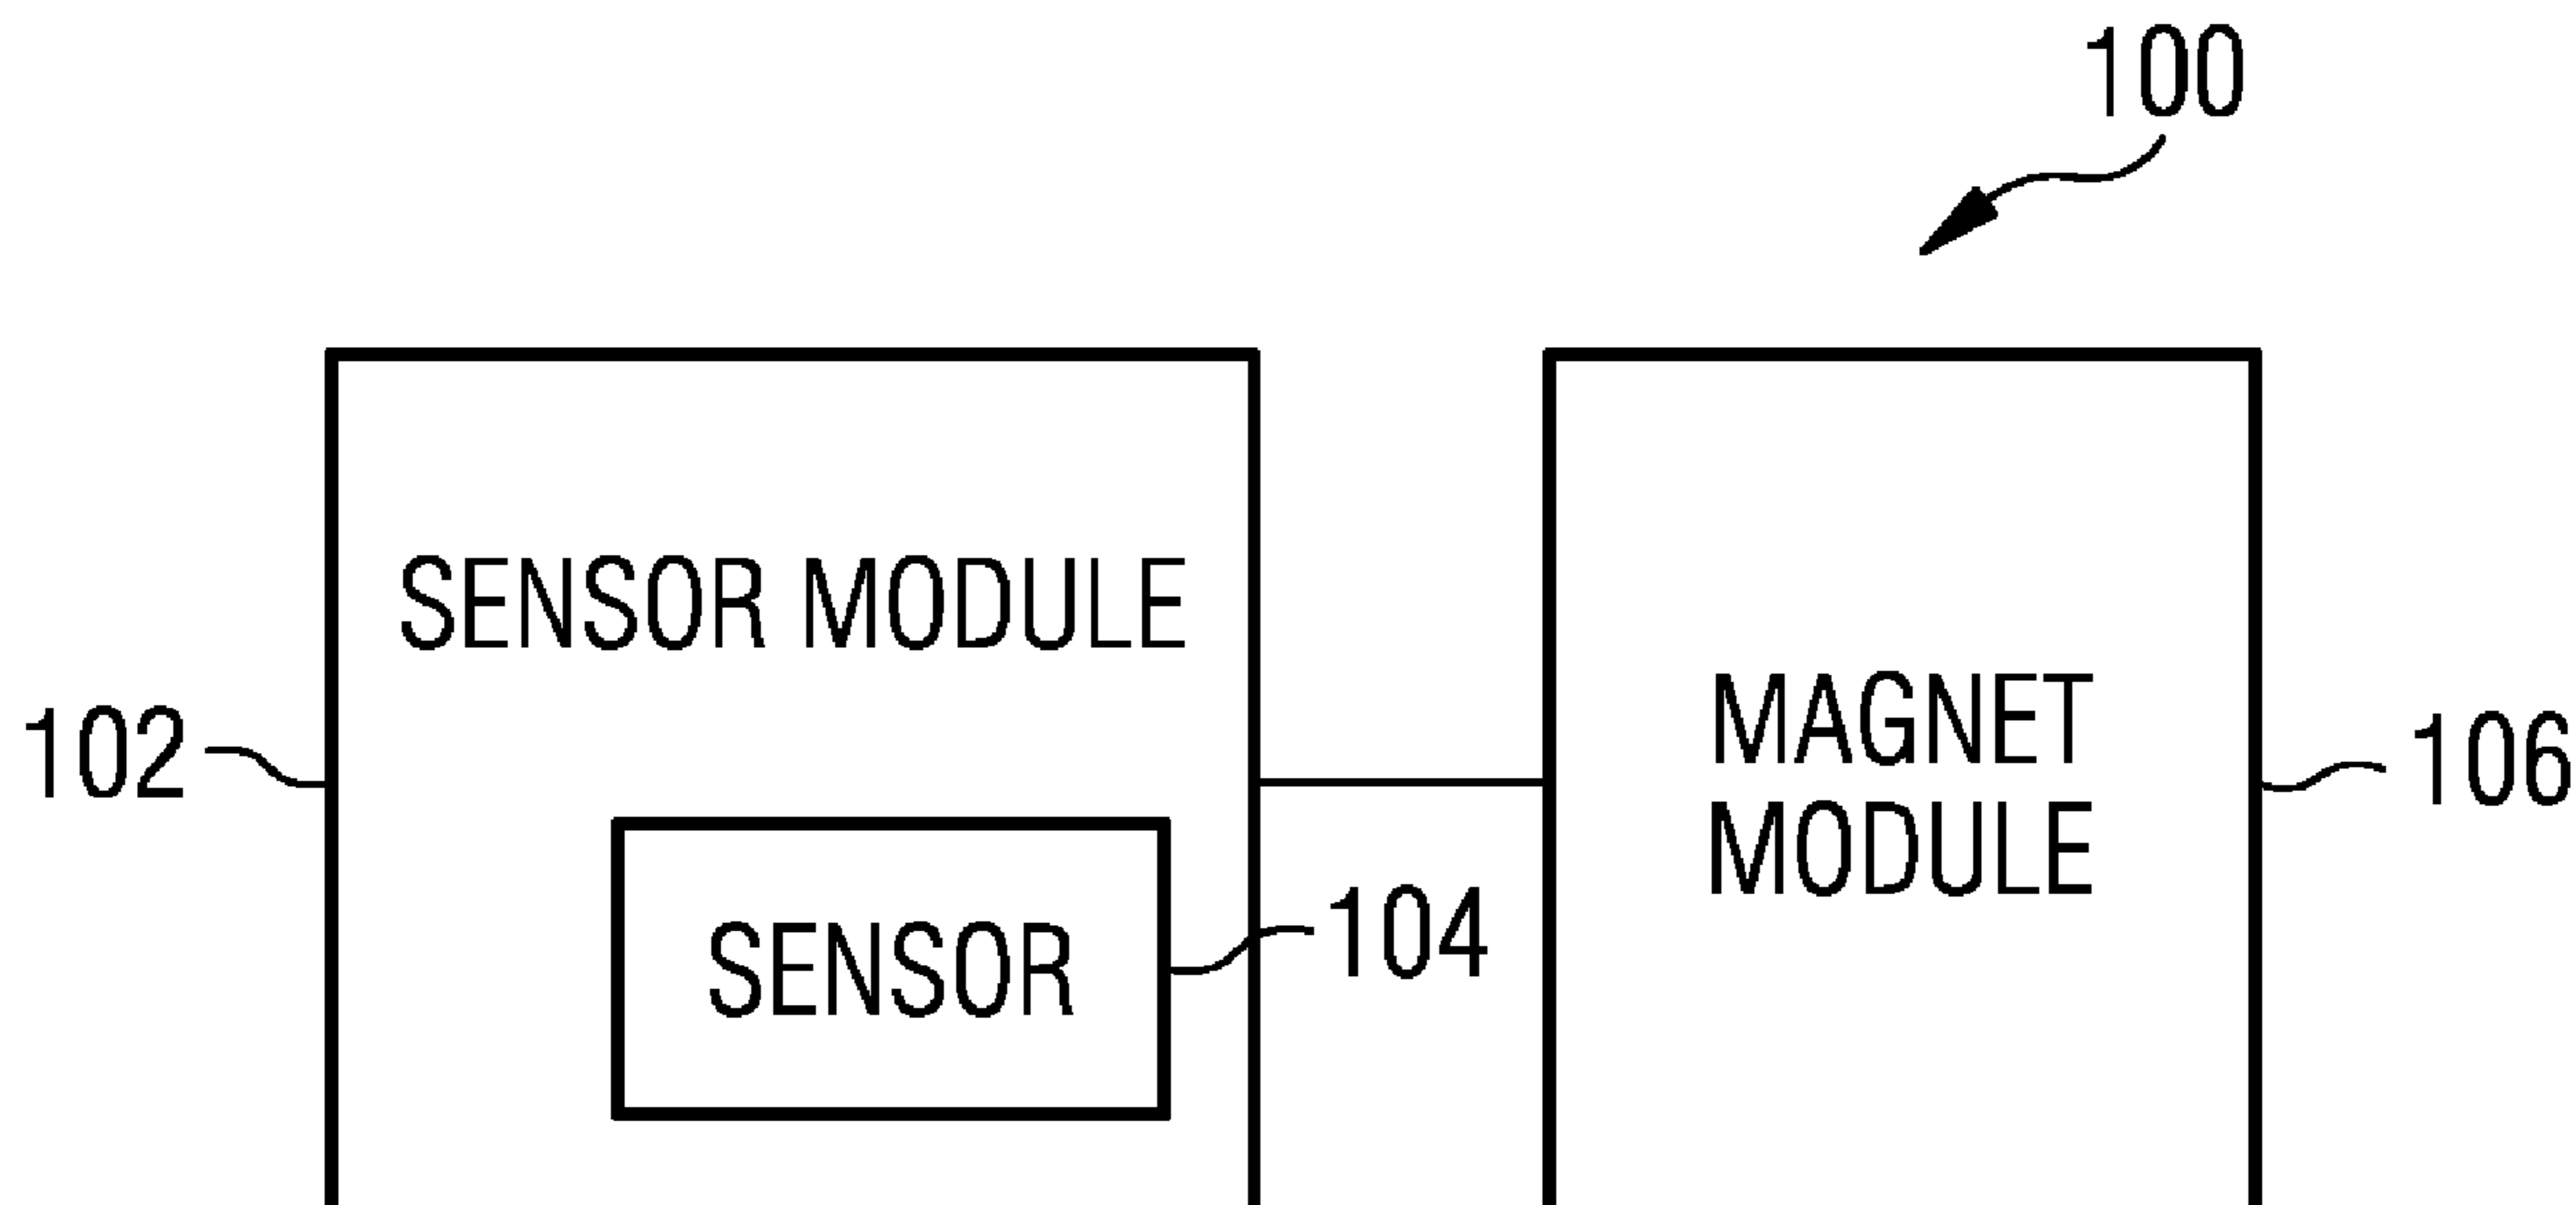 100
SENSOR MODULE
102
MAGNET
MODULE
106
SENSOR
104